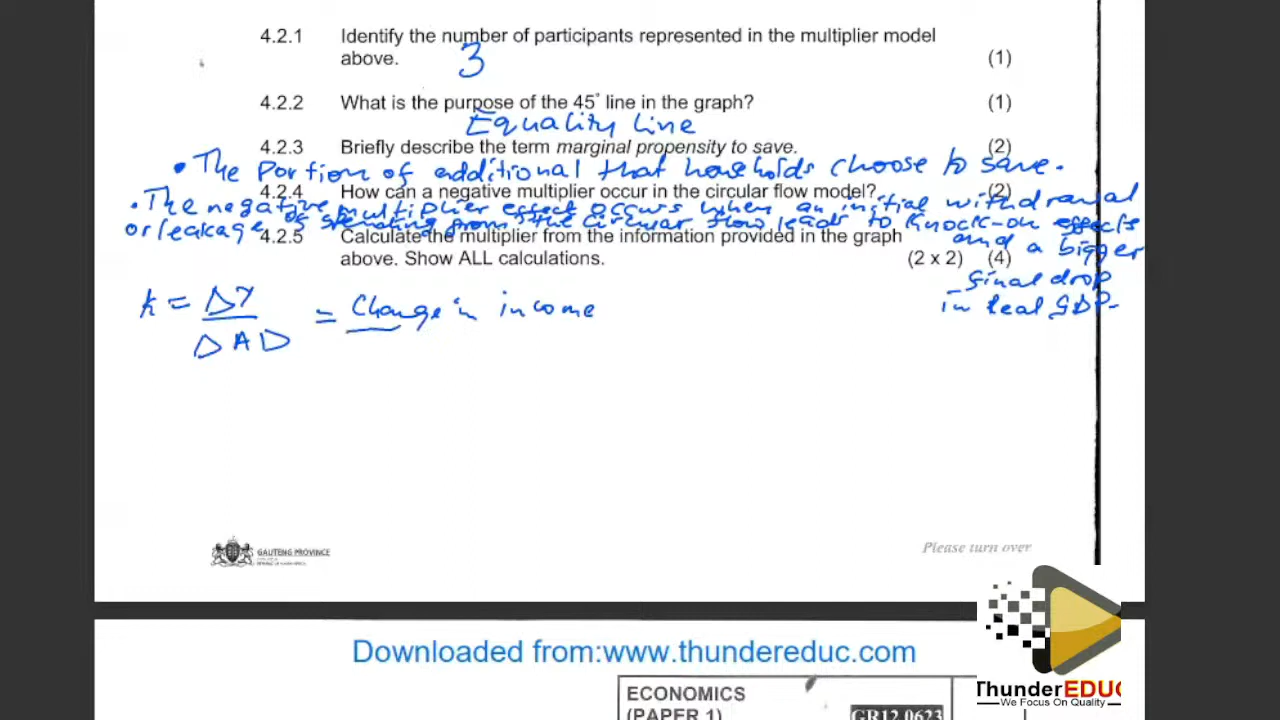 4.2.1 Identify the number of participants represented in the multiplier model
above. (1)
3
4.2.2 What is the purpose of the 45° line in the graph? (1)
Equality Line
4.2.3 Briefly describe the term marginal propensity to save. (2)
• The Portion of additional that households choose to save.
4.2.4 How can a negative multiplier occur in the circular flow model? (2)
• The negative multiplier effect occurs when an initial withdrawal
or leakage of spending from the circular flow leads to knock-on effects
and a bigger
final drop
in real GDP.
4.2.5 Calculate the multiplier from the information provided in the graph
above. Show ALL calculations. (2 x 2) (4)
k = ΔY / ΔAD = Change in income
GAUTENG PROVINCE
Please turn over
Downloaded from:www.thundereduc.com
ThunderEDUC
We Focus On Quality
ECONOMICS
(PAPER 1)
GR12 0623